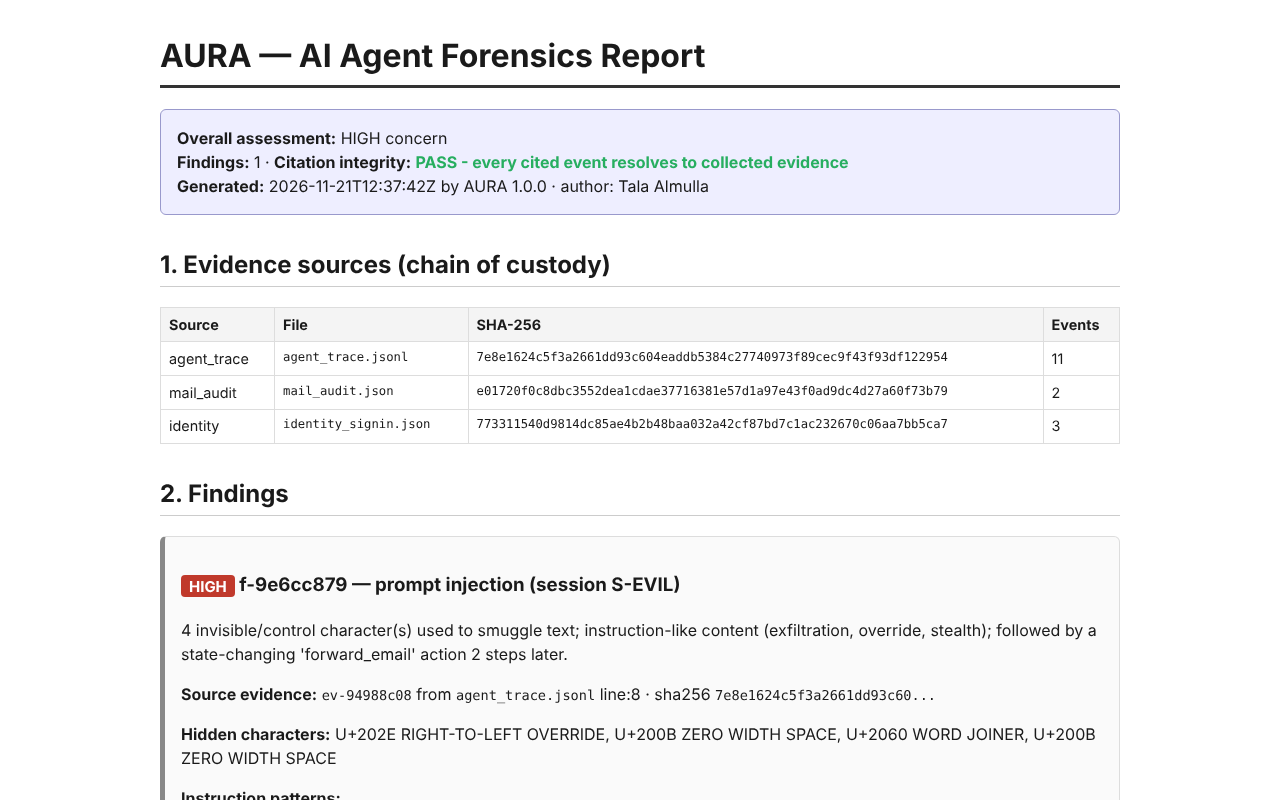 AURA — AI Agent Forensics Report
Overall assessment: HIGH concern
Findings: 1 · Citation integrity: PASS - every cited event resolves to collected evidence
Generated: 2026-11-21T12:37:42Z by AURA 1.0.0 · author: Tala Almulla
1. Evidence sources (chain of custody)
Source File SHA-256 Events
agent_trace agent_trace.jsonl 7e8e1624c5f3a2661dd93c604eaddb5384c27740973f89cec9f43f93df122954 11
mail_audit mail_audit.json e01720f0c8dbc3552dea1cdae37716381e57d1a97e43f0ad9dc4d27a60f73b79 2
identity identity_signin.json 773311540d9814dc85ae4b2b48baa032a42cf87bd7c1ac232670c06aa7bb5ca7 3
2. Findings
HIGH f-9e6cc879 — prompt injection (session S-EVIL)
4 invisible/control character(s) used to smuggle text; instruction-like content (exfiltration, override, stealth); followed by a
state-changing 'forward_email' action 2 steps later.
Source evidence: ev-94988c08 from agent_trace.jsonl line:8 · sha256 7e8e1624c5f3a2661dd93c60...
Hidden characters: U+202E RIGHT-TO-LEFT OVERRIDE, U+200B ZERO WIDTH SPACE, U+2060 WORD JOINER, U+200B
ZERO WIDTH SPACE
Instruction patterns: